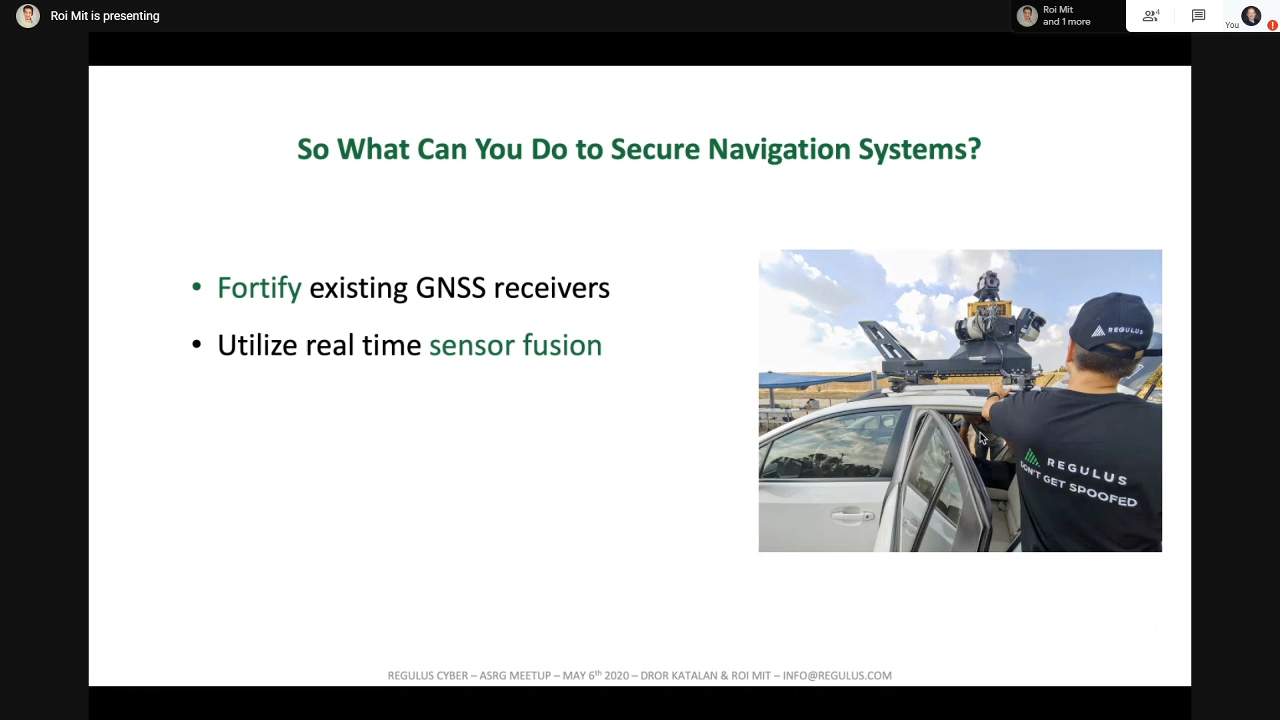 Roi Mit is presenting
Roi Mit
and 1 more
4
You
So What Can You Do to Secure Navigation Systems?
• Fortify existing GNSS receivers
• Utilize real time sensor fusion
REGULUS
REGULUS
ON'T GET SPOOFED
REGULUS CYBER – ASRG MEETUP – MAY 6th 2020 – DROR KATALAN & ROI MIT – INFO@REGULUS.COM